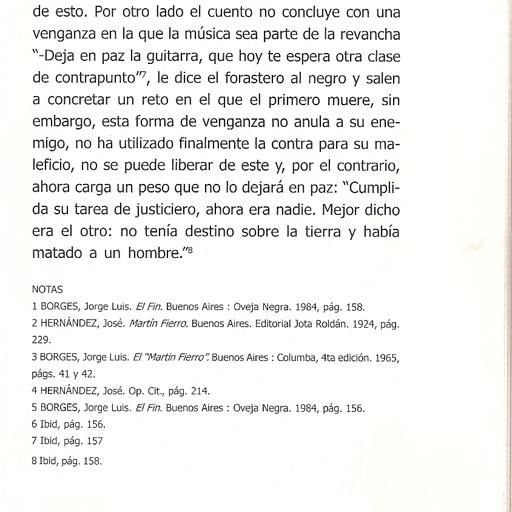 de esto. Por otro lado el cuento no concluye con una
venganza en la que la música sea parte de la revancha
“-Deja en paz la guitarra, que hoy te espera otra clase
de contrapunto”7, le dice el forastero al negro y salen
a concretar un reto en el que el primero muere, sin
embargo, esta forma de venganza no anula a su ene-
migo, no ha utilizado finalmente la contra para su ma-
leficio, no se puede liberar de este y, por el contrario,
ahora carga un peso que no lo dejará en paz: “Cumpli-
da su tarea de justiciero, ahora era nadie. Mejor dicho
era el otro: no tenía destino sobre la tierra y había
matado a un hombre.”8
NOTAS
1 BORGES, Jorge Luis. El Fin. Buenos Aires : Oveja Negra. 1984, pág. 158.
2 HERNÁNDEZ, José. Martín Fierro. Buenos Aires. Editorial Jota Roldán. 1924, pág.
229.
3 BORGES, Jorge Luis. El “Martin Fierro”. Buenos Aires : Columba, 4ta edición. 1965,
págs. 41 y 42.
4 HERNÁNDEZ, José. Op. Cit., pág. 214.
5 BORGES, Jorge Luis. El Fin. Buenos Aires : Oveja Negra. 1984, pág. 156.
6 Ibid, pág. 156.
7 Ibid, pág. 157
8 Ibid, pág. 158.